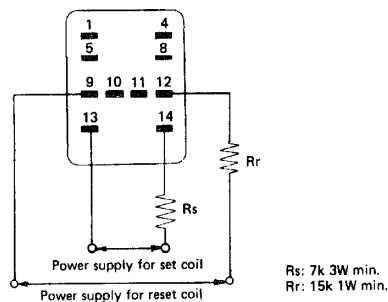 1 4
5 8
9 10 11 12
13 14
Rr
Rs
Power supply for set coil
Rs: 7k 3W min.
Power supply for reset coil
Rr: 15k 1W min.